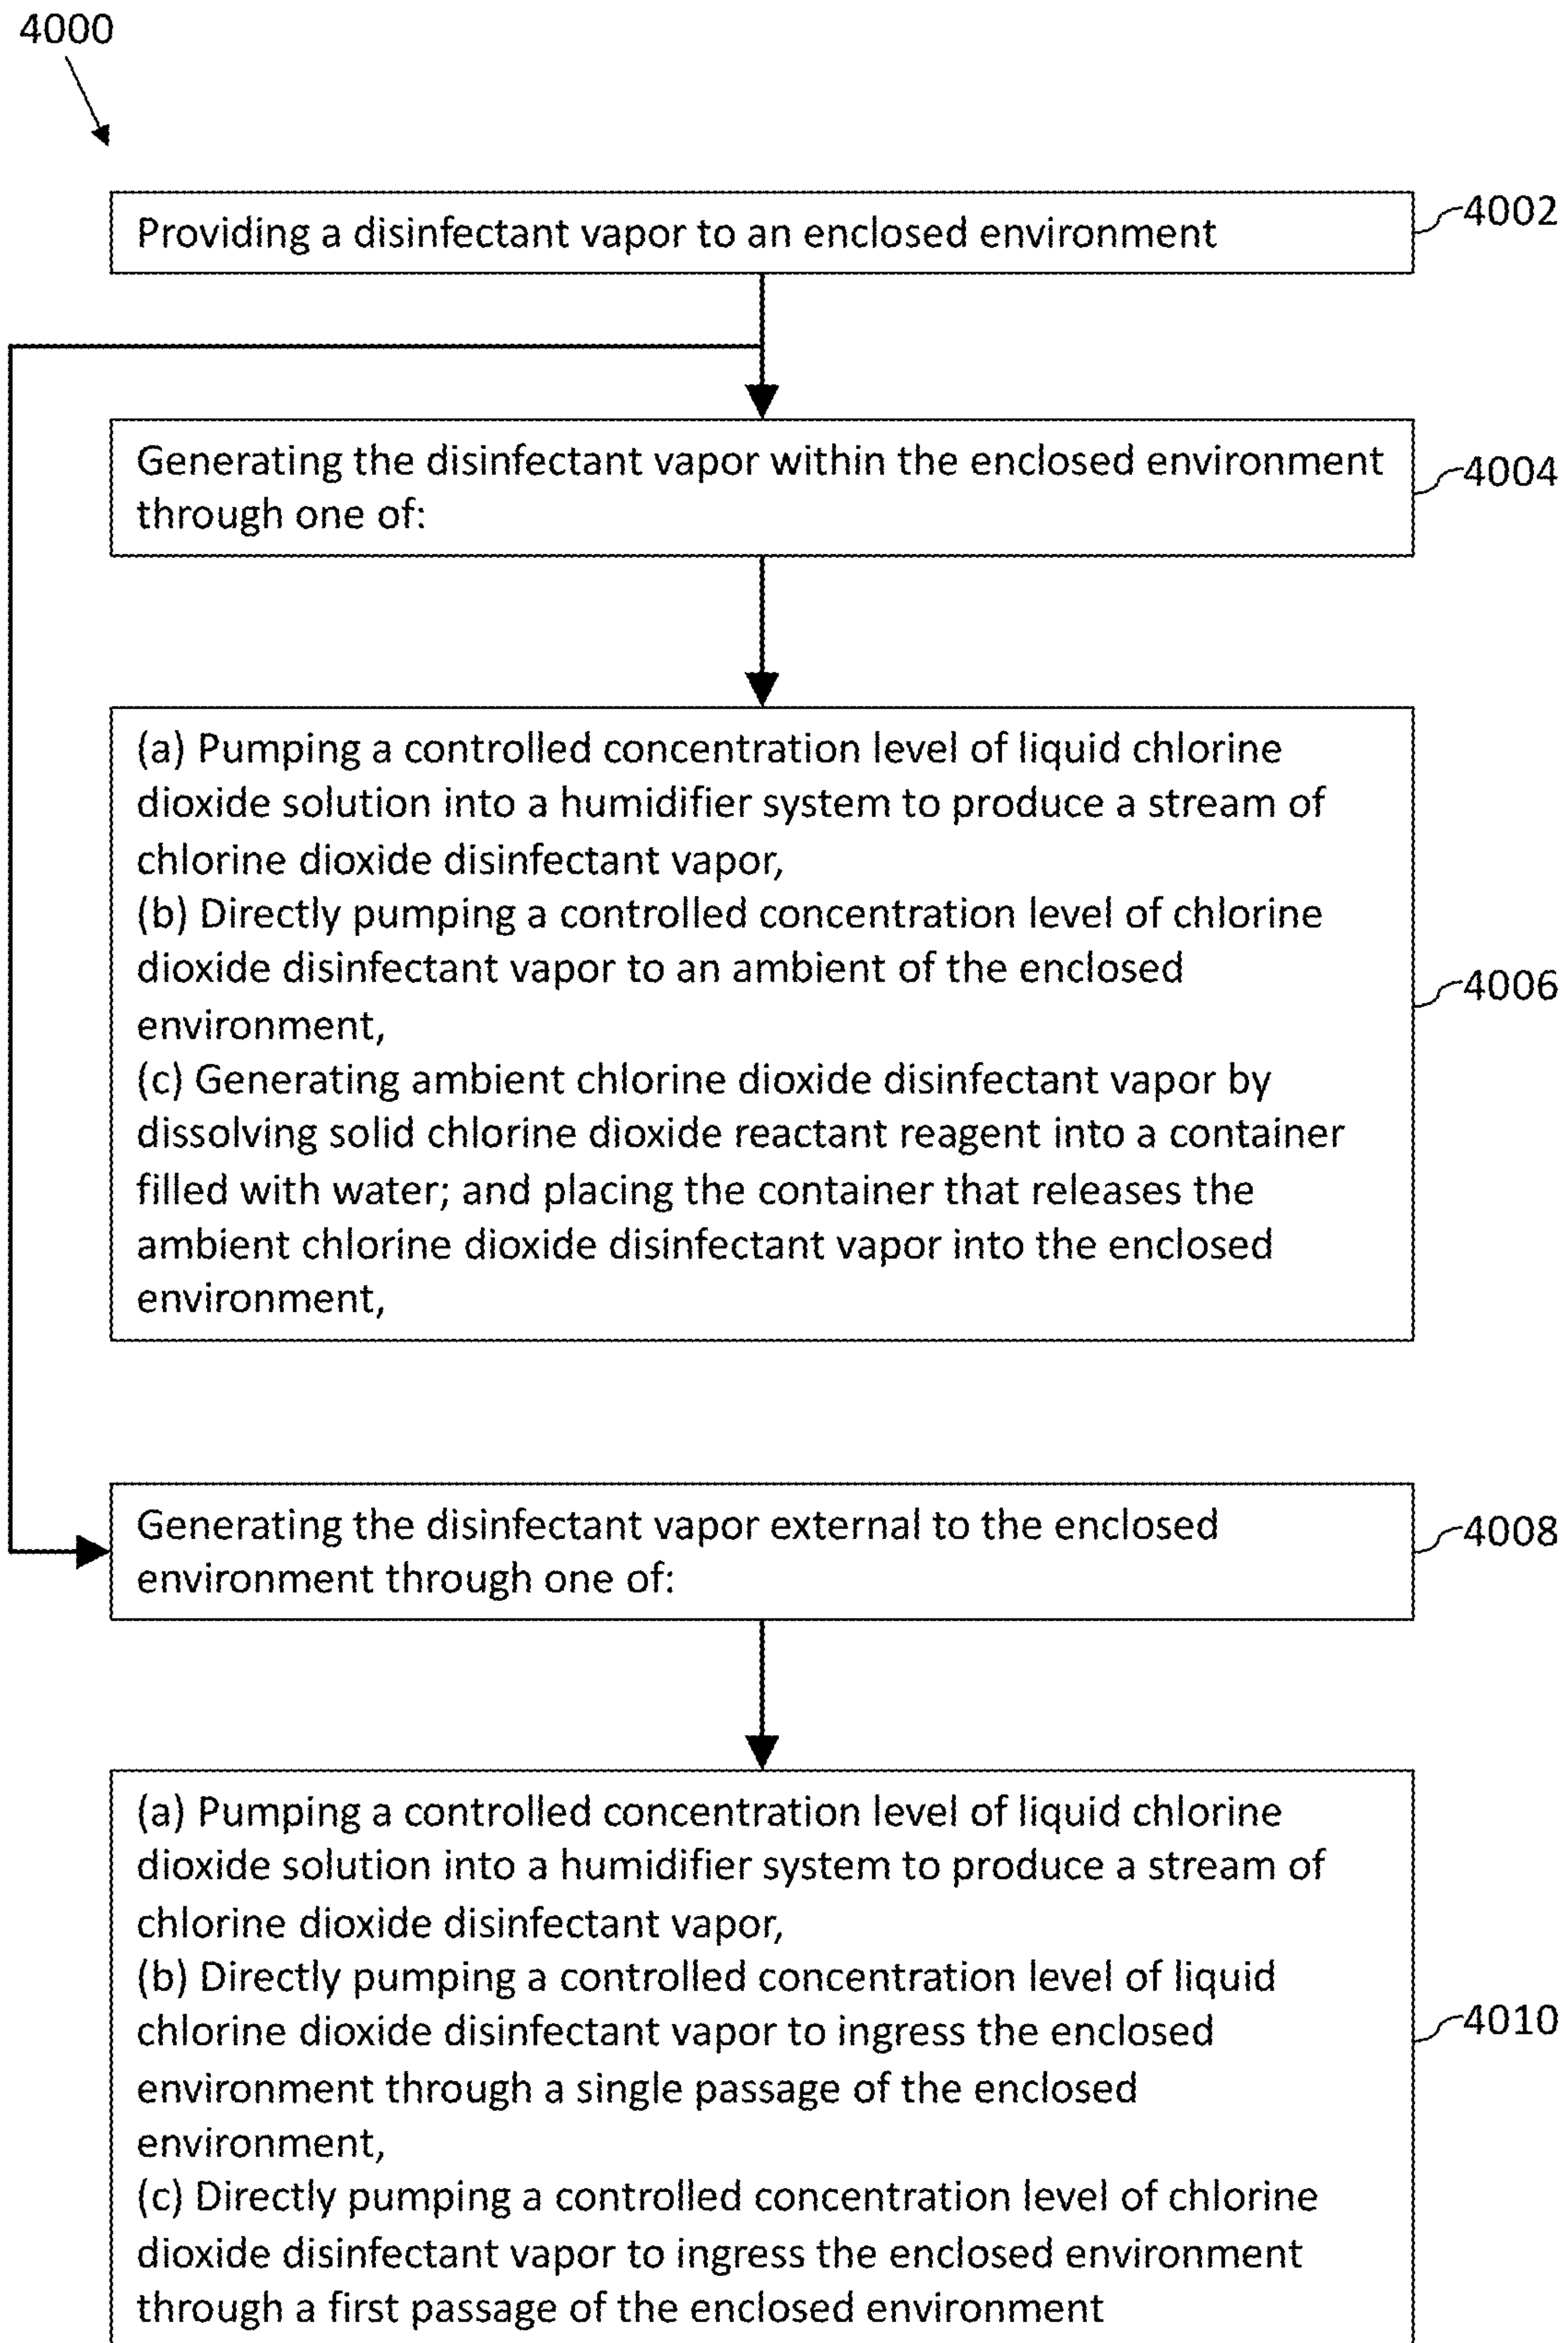 4000
Providing a disinfectant vapor to an enclosed environment
4002
Generating the disinfectant vapor within the enclosed environment
through one of:
4004
(a) Pumping a controlled concentration level of liquid chlorine
dioxide solution into a humidifier system to produce a stream of
chlorine dioxide disinfectant vapor,
(b) Directly pumping a controlled concentration level of chlorine
dioxide disinfectant vapor to an ambient of the enclosed
environment,
(c) Generating ambient chlorine dioxide disinfectant vapor by
dissolving solid chlorine dioxide reactant reagent into a container
filled with water; and placing the container that releases the
ambient chlorine dioxide disinfectant vapor into the enclosed
environment,
4006
Generating the disinfectant vapor external to the enclosed
environment through one of:
4008
(a) Pumping a controlled concentration level of liquid chlorine
dioxide solution into a humidifier system to produce a stream of
chlorine dioxide disinfectant vapor,
(b) Directly pumping a controlled concentration level of liquid
chlorine dioxide disinfectant vapor to ingress the enclosed
environment through a single passage of the enclosed
environment,
(c) Directly pumping a controlled concentration level of chlorine
dioxide disinfectant vapor to ingress the enclosed environment
through a first passage of the enclosed environment
4010